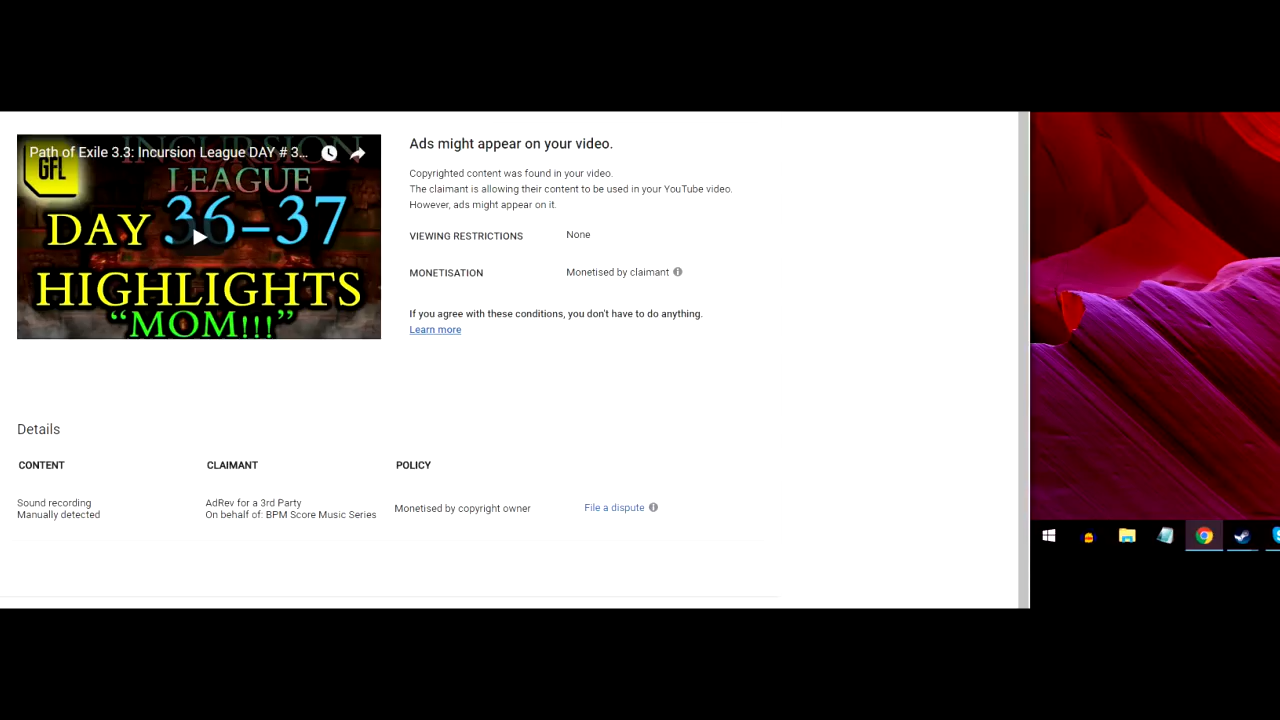 Path of Exile 3.3: Incursion League DAY # 3...
INCURSION
GFL
LEAGUE
DAY 36-37
HIGHLIGHTS
"MOM!!!"
Ads might appear on your video.
Copyrighted content was found in your video.
The claimant is allowing their content to be used in your YouTube video.
However, ads might appear on it.
VIEWING RESTRICTIONS None
MONETISATION Monetised by claimant
If you agree with these conditions, you don't have to do anything.
Learn more
Details
CONTENT CLAIMANT POLICY
Sound recording AdRev for a 3rd Party
Manually detected On behalf of: BPM Score Music Series Monetised by copyright owner File a dispute